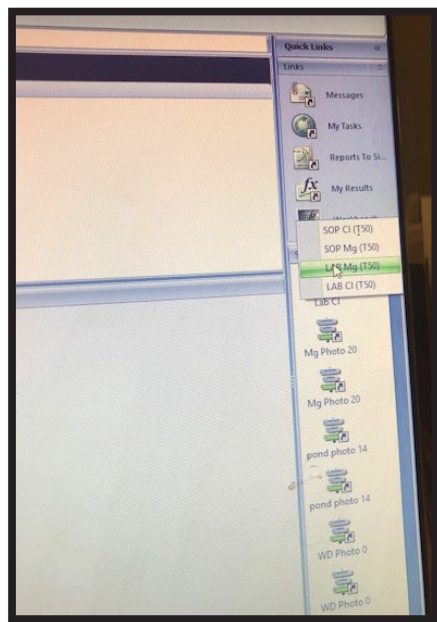 Quick Links
Links
Messages
My Tasks
Reports To Si...
My Results
SOP Cl (T50)
SOP Mg (T50)
LAB Mg (T50)
LAB Cl (T50)
Lab Cl
Mg Photo 20
Mg Photo 20
pond photo 14
pond photo 14
WD Photo 0
WD Photo 0